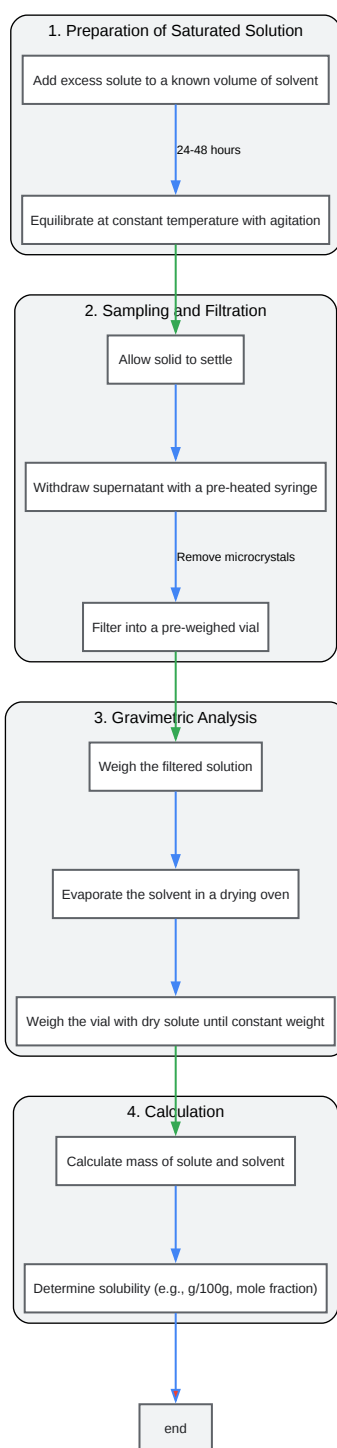 1. Preparation of Saturated Solution
Add excess solute to a known volume of solvent
24-48 hours
Equilibrate at constant temperature with agitation
2. Sampling and Filtration
Allow solid to settle
Withdraw supernatant with a pre-heated syringe
Remove microcrystals
Filter into a pre-weighed vial
3. Gravimetric Analysis
Weigh the filtered solution
Evaporate the solvent in a drying oven
Weigh the vial with dry solute until constant weight
4. Calculation
Calculate mass of solute and solvent
Determine solubility (e.g., g/100g, mole fraction)
end